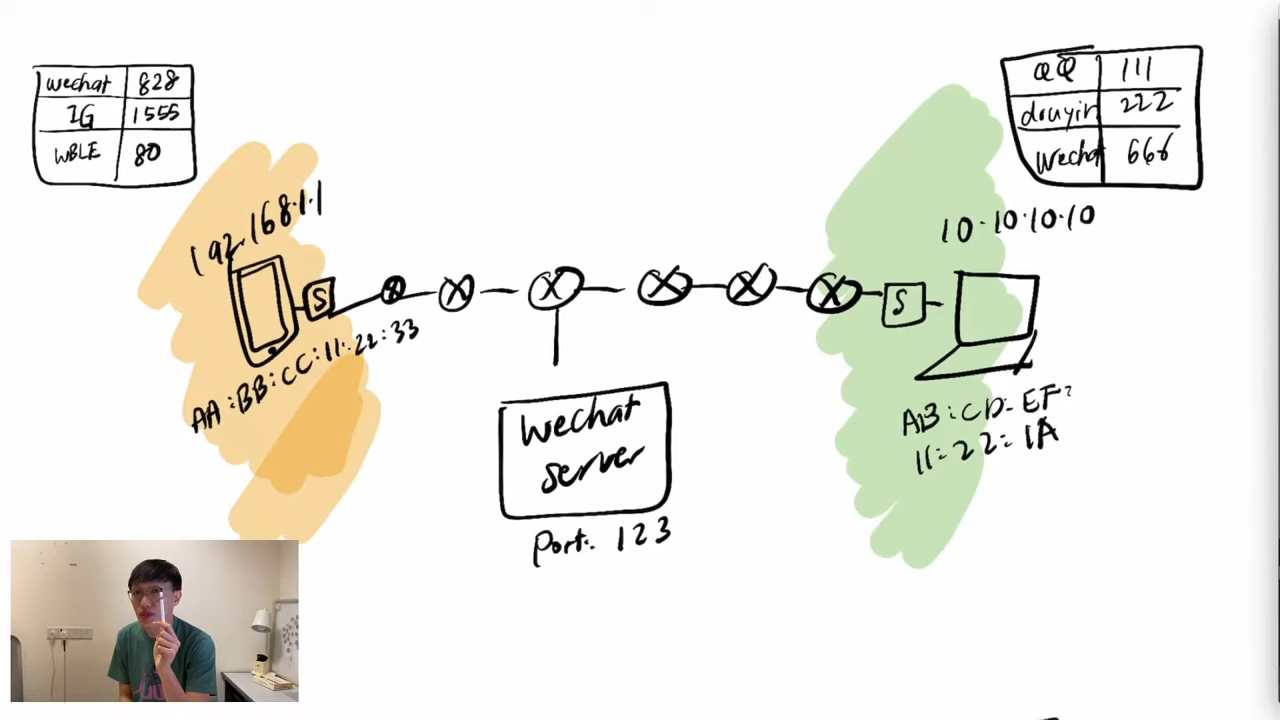 wechat 828
IG 1555
WBLE 80
QQ 111
douyin 222
Wechat 666
192.168.1.1
10.10.10.10
S
X
X
X
X
X
X
S
AA:BB:CC:11:22:33
AB:CD:EF:
11:22:1A
wechat
server
Port: 123